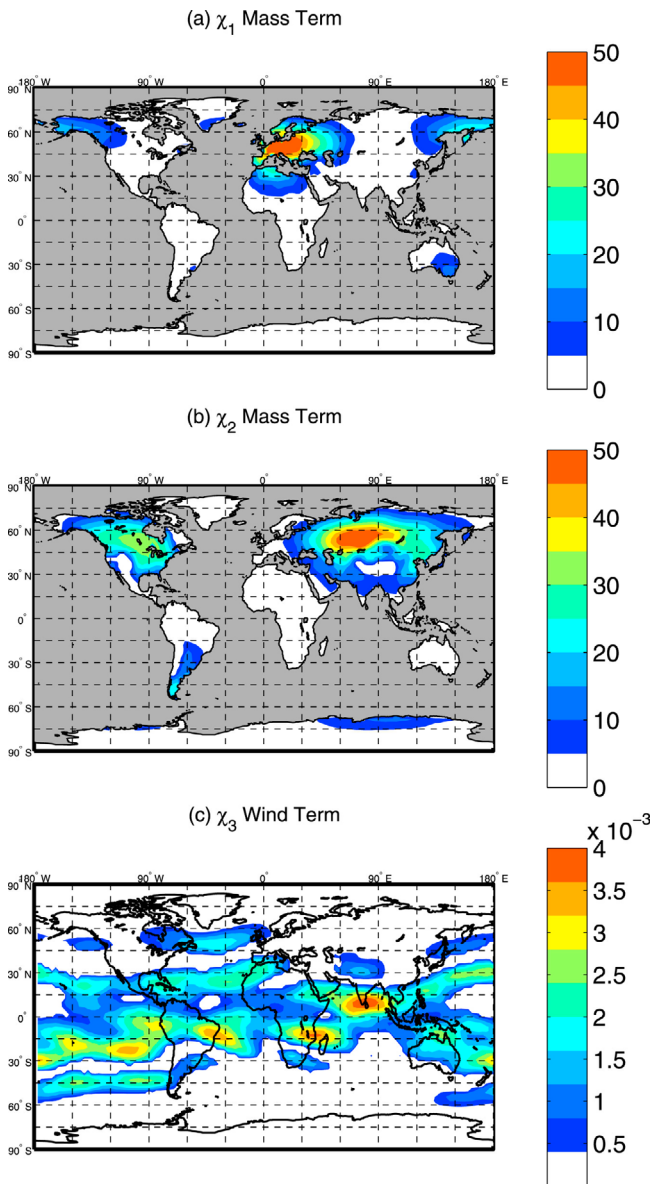 (a) χ₁ Mass Term
180° W 90° W 0° 90° E 180° E
90° N
60° N
30° N
0°
30° S
60° S
90° S
50
40
30
20
10
0
(b) χ₂ Mass Term
180° W 90° W 0° 90° E 180° E
90° N
60° N
30° N
0°
30° S
60° S
90° S
50
40
30
20
10
0
(c) χ₃ Wind Term
180° W 90° W 0° 90° E 180° E
90° N
60° N
30° N
0°
30° S
60° S
90° S
x 10⁻³
4
3.5
3
2.5
2
1.5
1
0.5